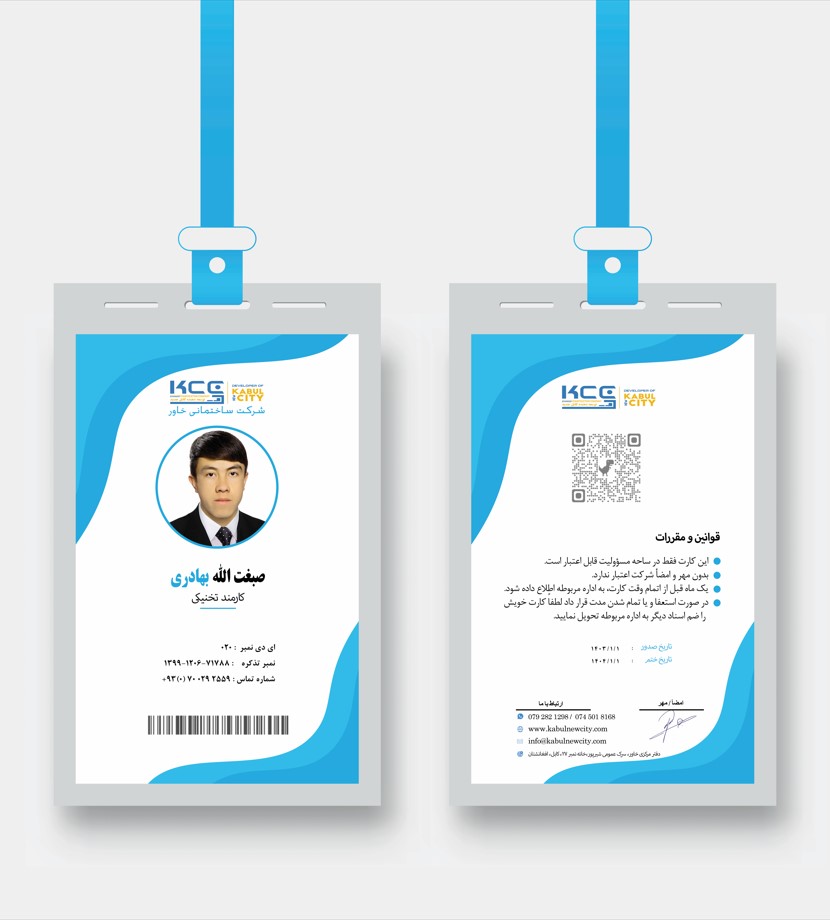 KCC
DEVELOPER OF
KABUL
NEW CITY
شرکت ساختمانی خاور
صبغت الله بهادری
کارمند تخنیکی
ای دی نمبر : ۰۲۰
نمبر تذکره : ۱۳۹۹-۱۲۰۶-۷۱۷۸۸
شماره تماس : ۲۵۵۹ ۰۲۹ ۷۰ (۰) ۹۳+
KCC
DEVELOPER OF
KABUL
NEW CITY
قوانین و مقررات
این کارت فقط در ساحه مسؤولیت قابل اعتبار است.
بدون مهر و امضأ شرکت اعتبار ندارد.
یک ماه قبل از اتمام وقت کارت، به اداره مربوطه اطلاع داده شود.
در صورت استعفا و یا تمام شدن مدت قرار داد لطفا کارت خویش
را ضم اسناد دیگر به اداره مربوطه تحویل نمایید.
تاریخ صدور : ۱۴۰۳/۱/۱
تاریخ ختم : ۱۴۰۴/۱/۱
امضأ / مهر
ارتباط با ما
079 282 1298 / 074 501 8168
www.kabulnewcity.com
info@kabulnewcity.com
دفتر مرکزی خاور، سرک عمومی شیرپور، خانه نمبر ۲۷، کابل، افغانستان